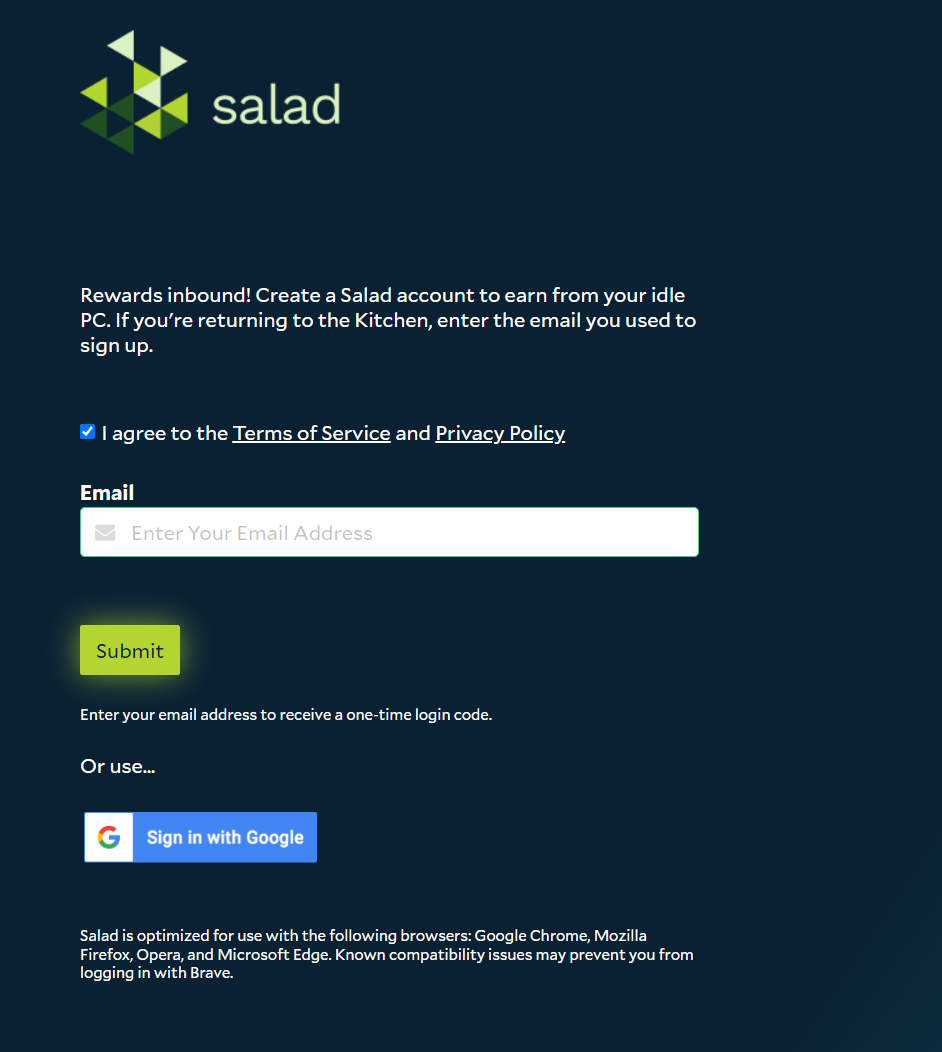 salad
Rewards inbound! Create a Salad account to earn from your idle
PC. If you're returning to the Kitchen, enter the email you used to
sign up.
I agree to the Terms of Service and Privacy Policy
Email
Enter Your Email Address
Submit
Enter your email address to receive a one-time login code.
Or use...
Sign in with Google
Salad is optimized for use with the following browsers: Google Chrome, Mozilla
Firefox, Opera, and Microsoft Edge. Known compatibility issues may prevent you from
logging in with Brave.